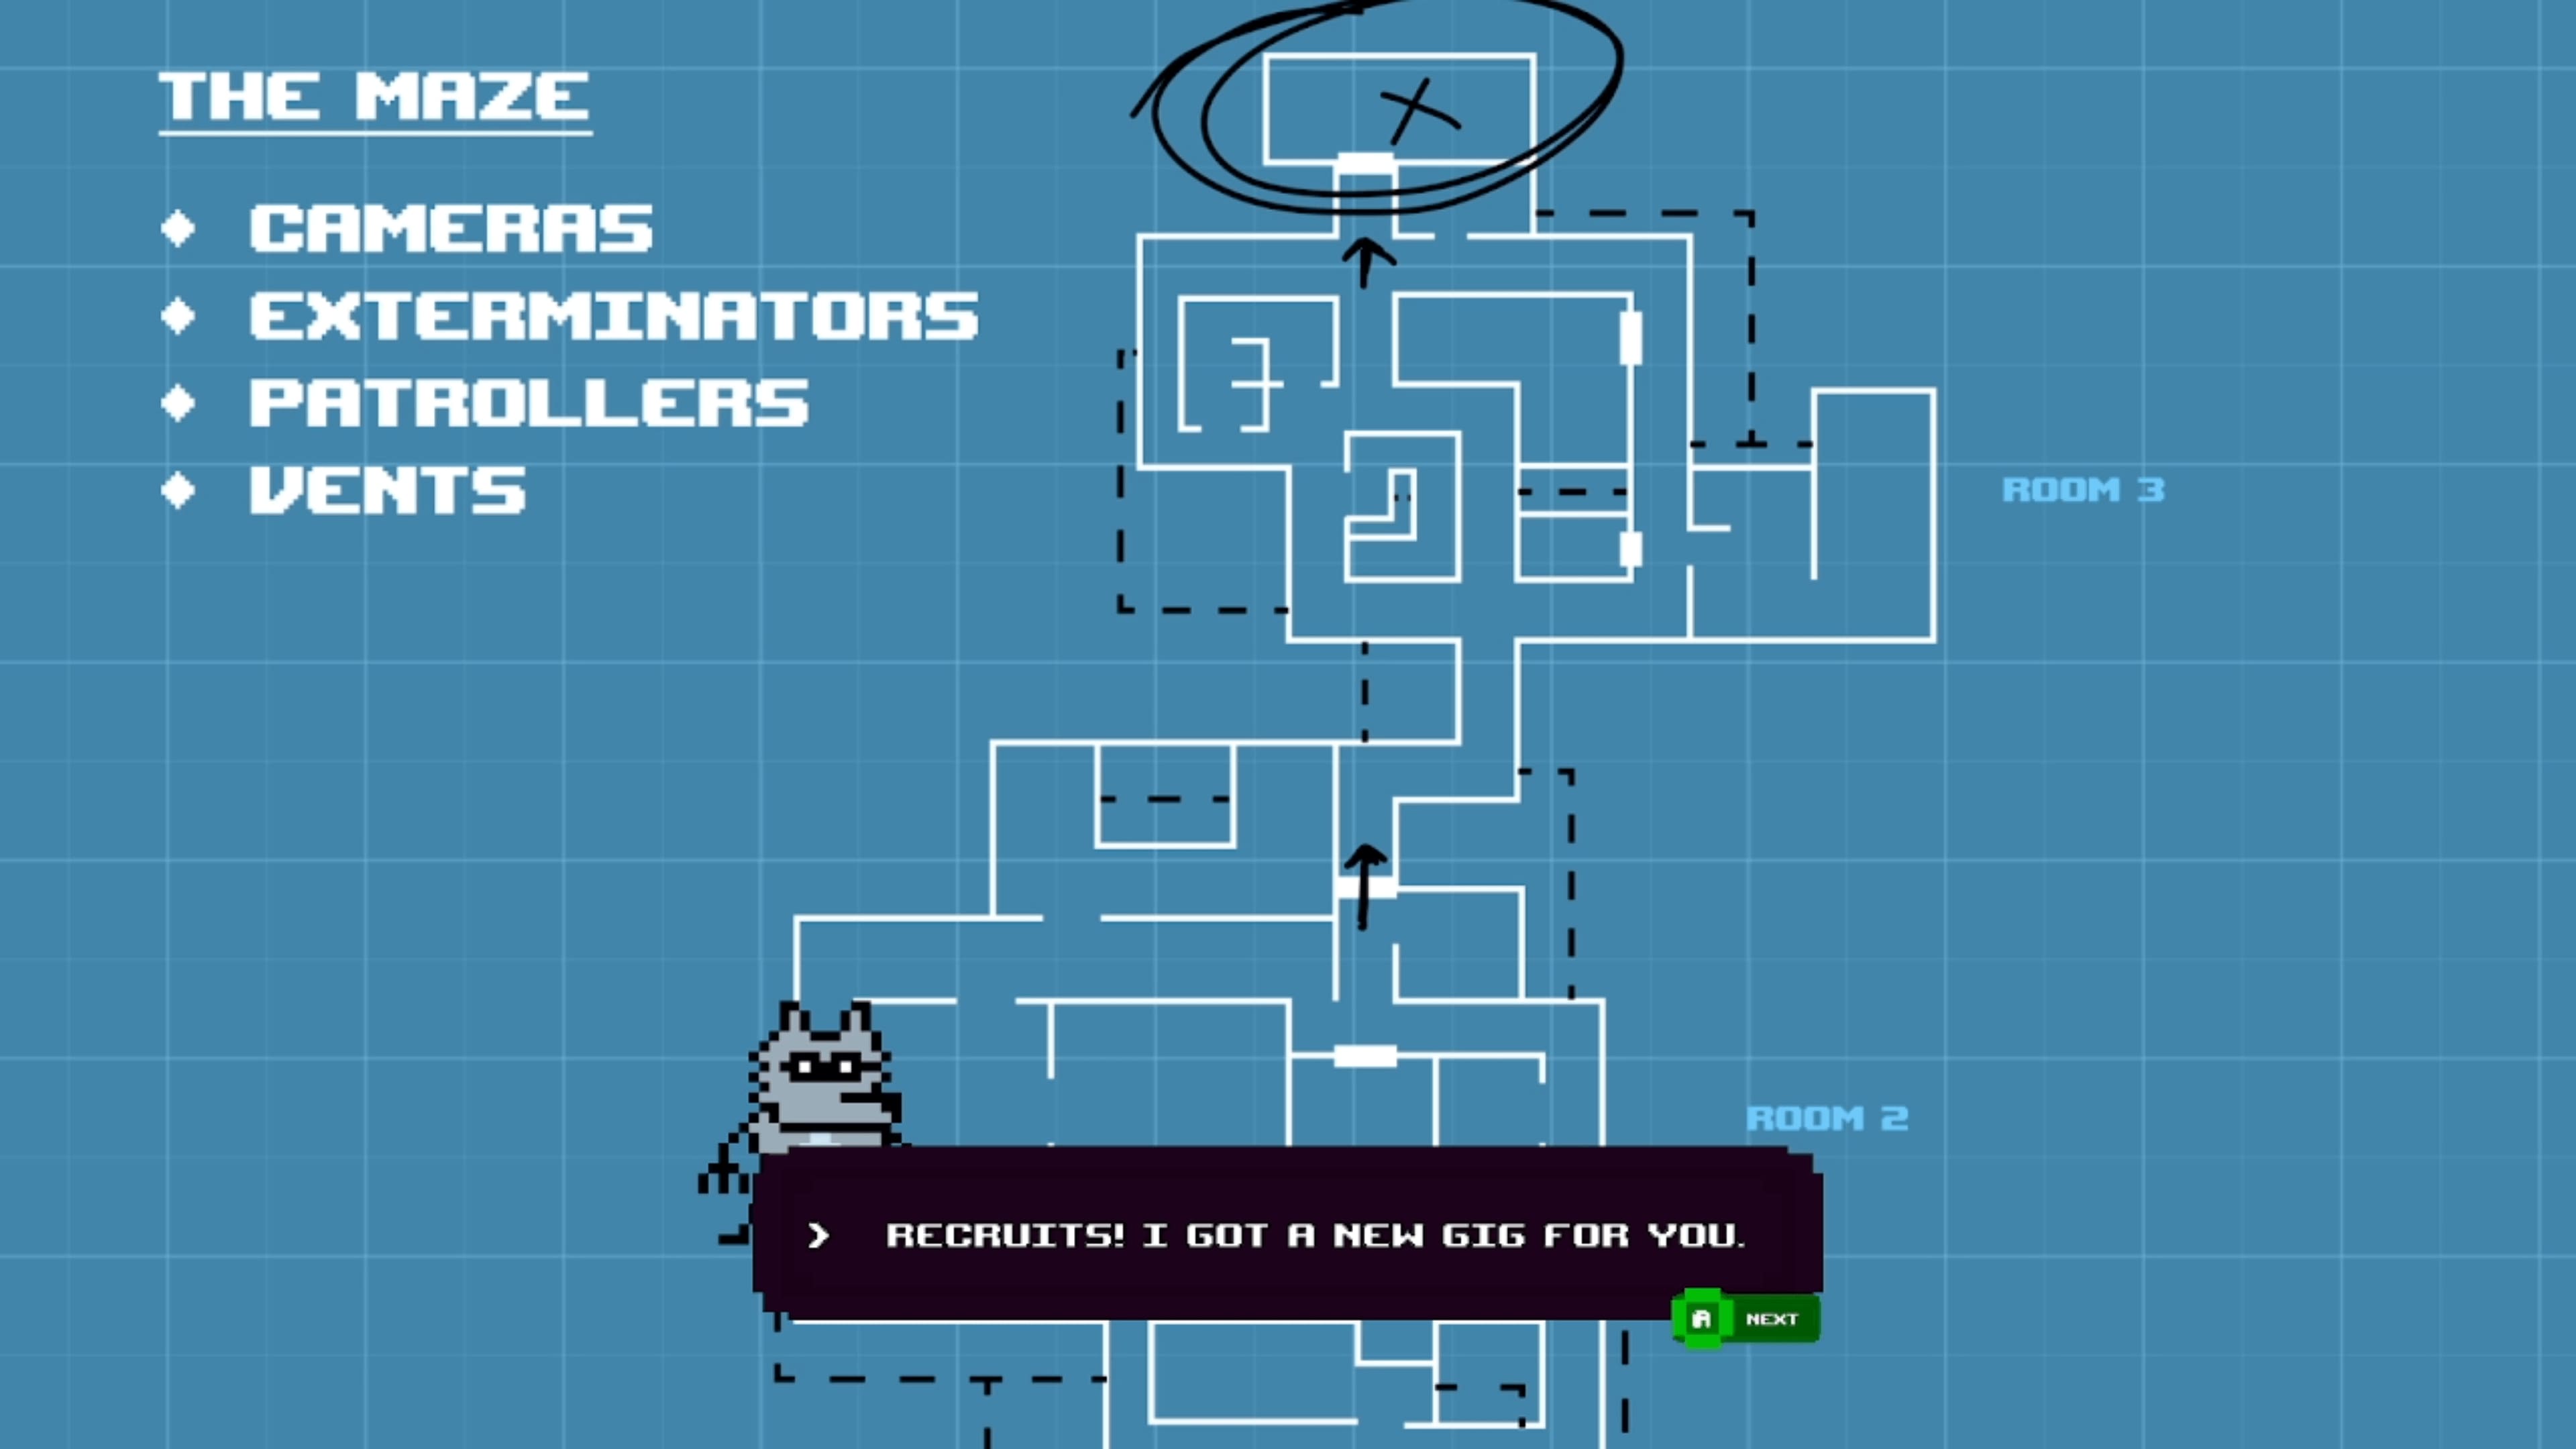 THE MAZE
CAMERAS
EXTERMINATORS
PATROLLERS
VENTS
ROOM 3
ROOM 2
> RECRUITS! I GOT A NEW GIG FOR YOU.
A NEXT